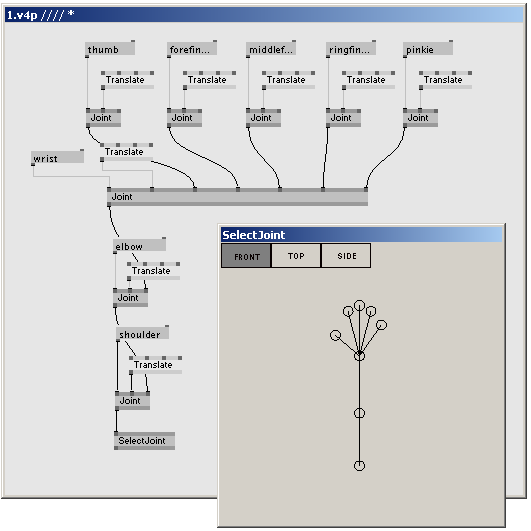 1.v4p //// *
thumb
forefin...
middlef...
ringfin...
pinkie
Translate
Translate
Translate
Translate
Translate
Joint
Joint
Joint
Joint
Joint
wrist
Translate
Joint
elbow
Translate
Joint
shoulder
Translate
Joint
SelectJoint
SelectJoint
FRONT
TOP
SIDE